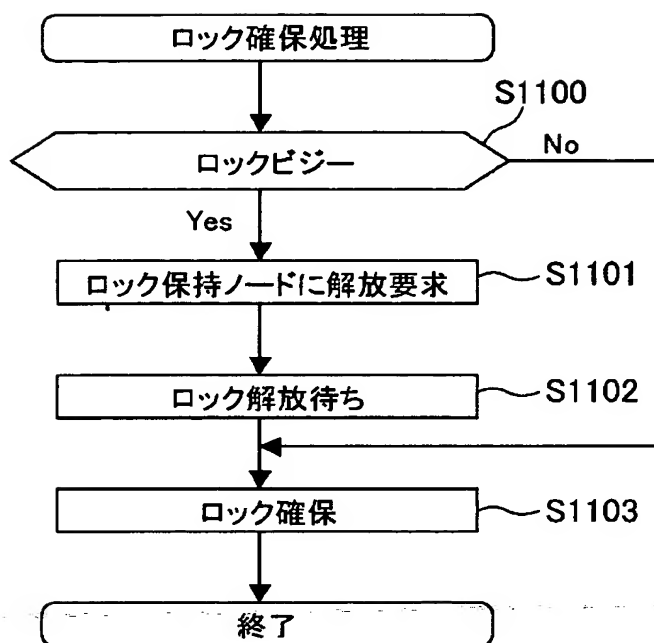 ロック確保処理
S1100
ロックビジー
No
Yes
ロック保持ノードに解放要求
S1101
ロック解放待ち
S1102
ロック確保
S1103
終了